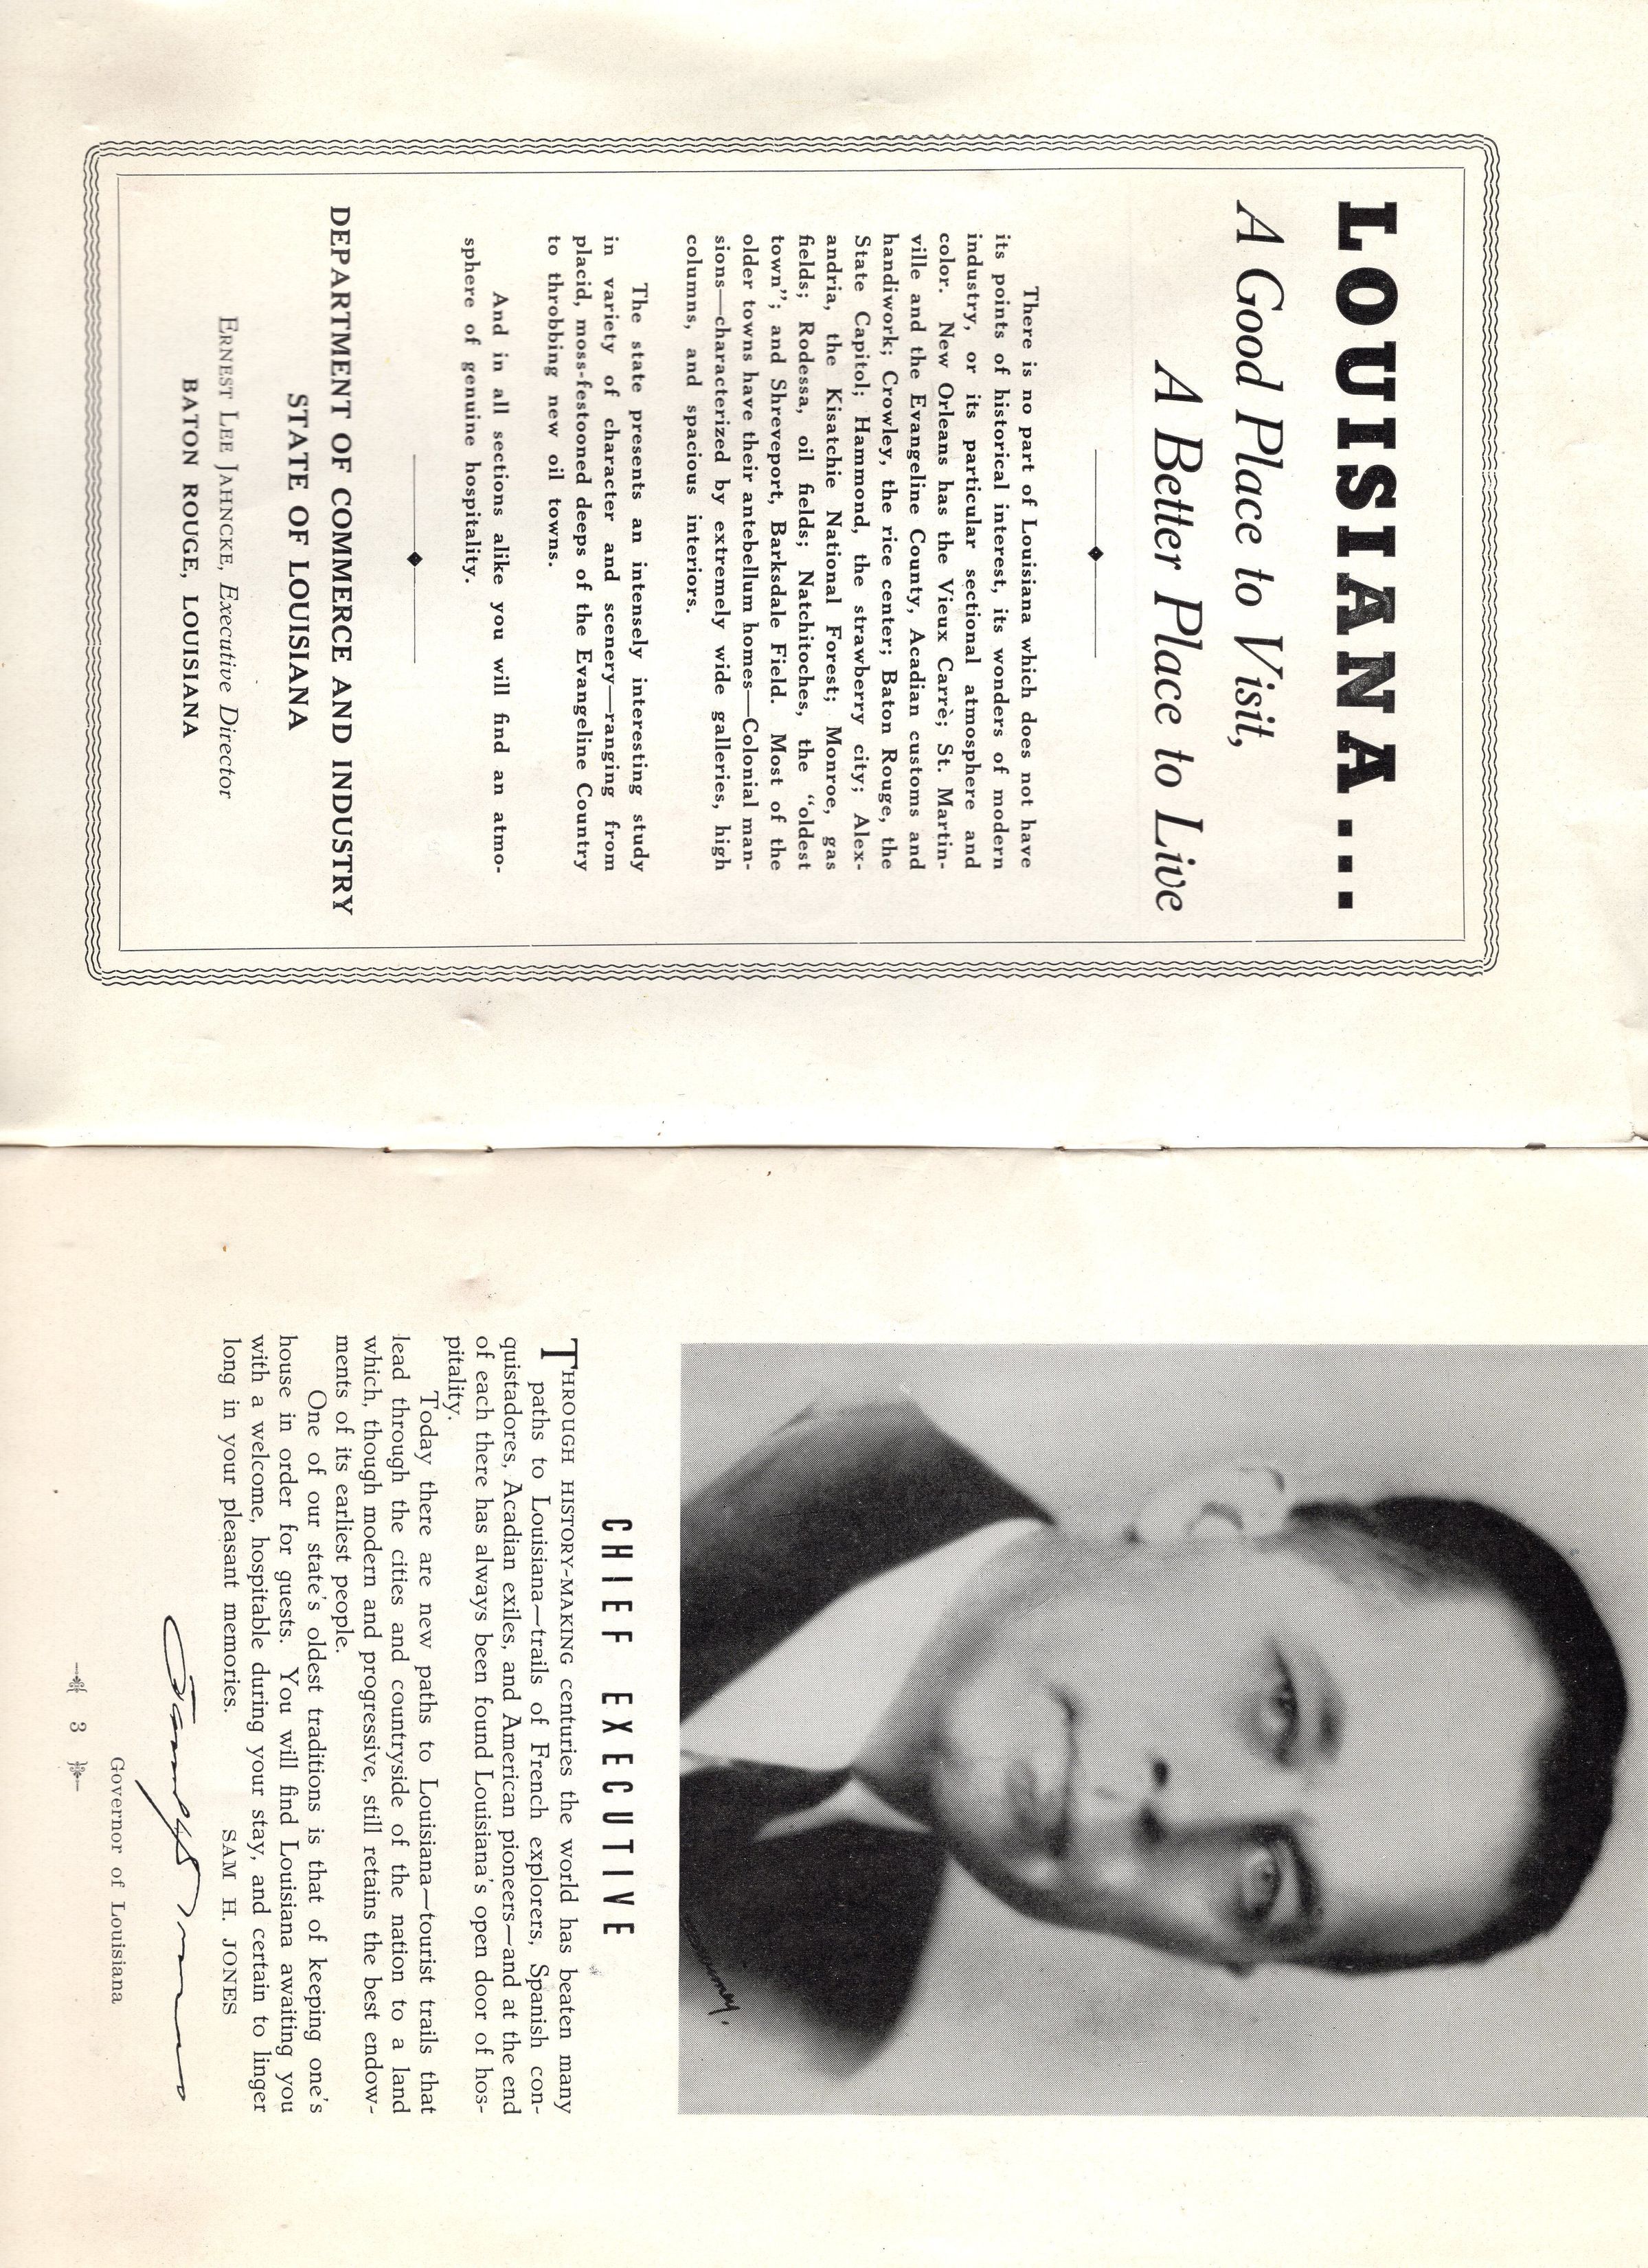 LOUISIANA...
A Good Place to Visit,
A Better Place to Live
There is no part of Louisiana which does not have
its points of historical interest, its wonders of modern
industry, or its particular sectional atmosphere and
color. New Orleans has the Vieux Carrè; St. Martin-
ville and the Evangeline County, Acadian customs and
handiwork; Crowley, the rice center; Baton Rouge, the
State Capitol; Hammond, the strawberry city; Alex-
andria, the Kisatchie National Forest; Monroe, gas
fields; Rodessa, oil fields; Natchitoches, the "oldest
town"; and Shreveport, Barksdale Field. Most of the
older towns have their antebellum homes—Colonial man-
sions—characterized by extremely wide galleries, high
columns, and spacious interiors.
The state presents an intensely interesting study
in variety of character and scenery—ranging from
placid, moss-festooned deeps of the Evangeline Country
to throbbing new oil towns.
And in all sections alike you will find an atmo-
sphere of genuine hospitality.
DEPARTMENT OF COMMERCE AND INDUSTRY
STATE OF LOUISIANA
ERNEST LEE JAHNCKE, Executive Director
BATON ROUGE, LOUISIANA
CHIEF EXECUTIVE
THROUGH HISTORY-MAKING centuries the world has beaten many
paths to Louisiana—trails of French explorers, Spanish con-
quistadores, Acadian exiles, and American pioneers—and at the end
of each there has always been found Louisiana's open door of hos-
pitality.
Today there are new paths to Louisiana—tourist trails that
lead through the cities and countryside of the nation to a land
which, though modern and progressive, still retains the best endow-
ments of its earliest people.
One of our state's oldest traditions is that of keeping one's
house in order for guests. You will find Louisiana awaiting you
with a welcome, hospitable during your stay, and certain to linger
long in your pleasant memories.
SAM H. JONES
Sam H Jones
Governor of Louisiana
3